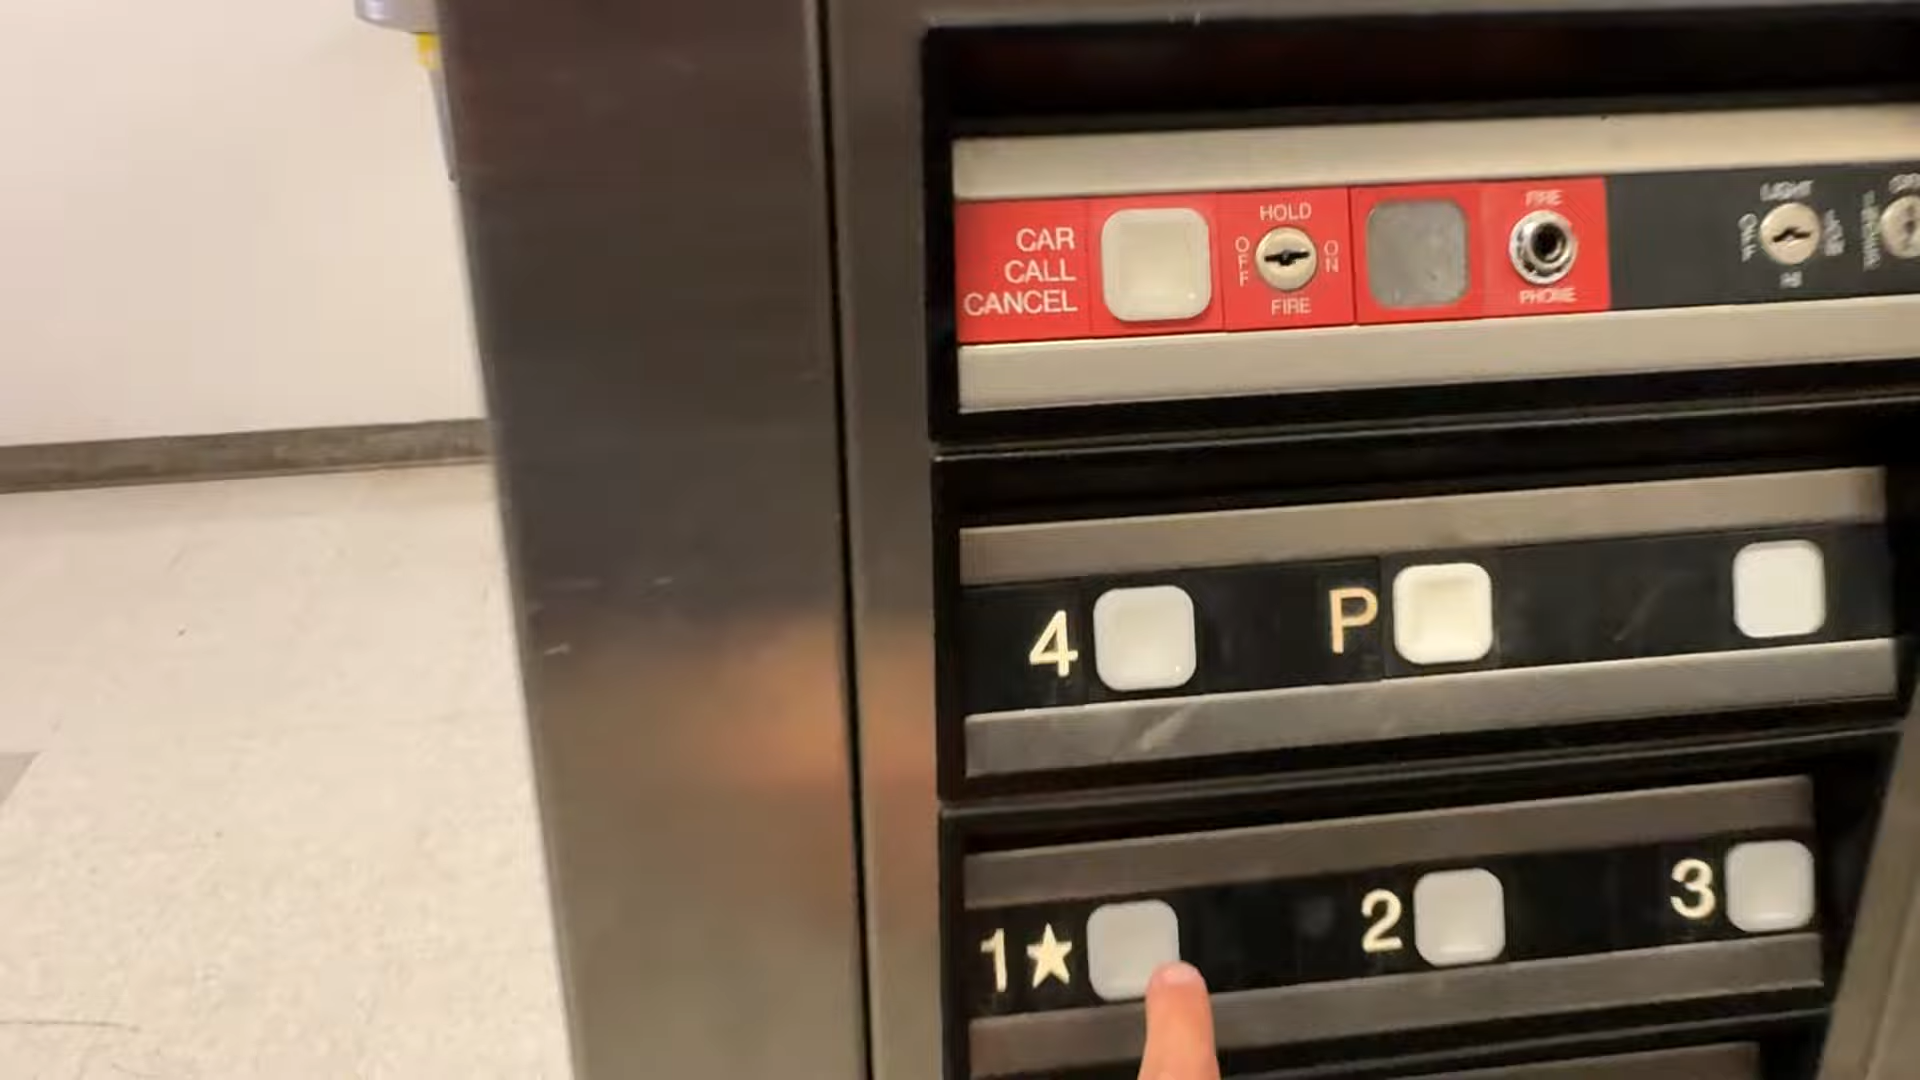 CAR
CALL
CANCEL
HOLD
OFF
ON
FIRE
FIRE
PHONE
LIGHT
4
P
1★
2
3